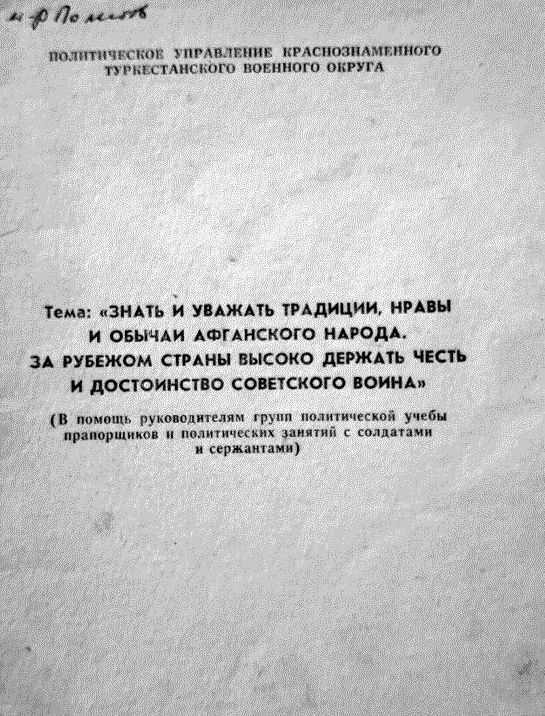 ПОЛИТИЧЕСКОЕ УПРАВЛЕНИЕ КРАСНОЗНАМЕННОГО
ТУРКЕСТАНСКОГО ВОЕННОГО ОКРУГА
Тема: «ЗНАТЬ И УВАЖАТЬ ТРАДИЦИИ, НРАВЫ
И ОБЫЧАИ АФГАНСКОГО НАРОДА.
ЗА РУБЕЖОМ СТРАНЫ ВЫСОКО ДЕРЖАТЬ ЧЕСТЬ
И ДОСТОИНСТВО СОВЕТСКОГО ВОИНА»
(В помощь руководителям групп политической учебы
прапорщиков и политических занятий с солдатами
и сержантами)